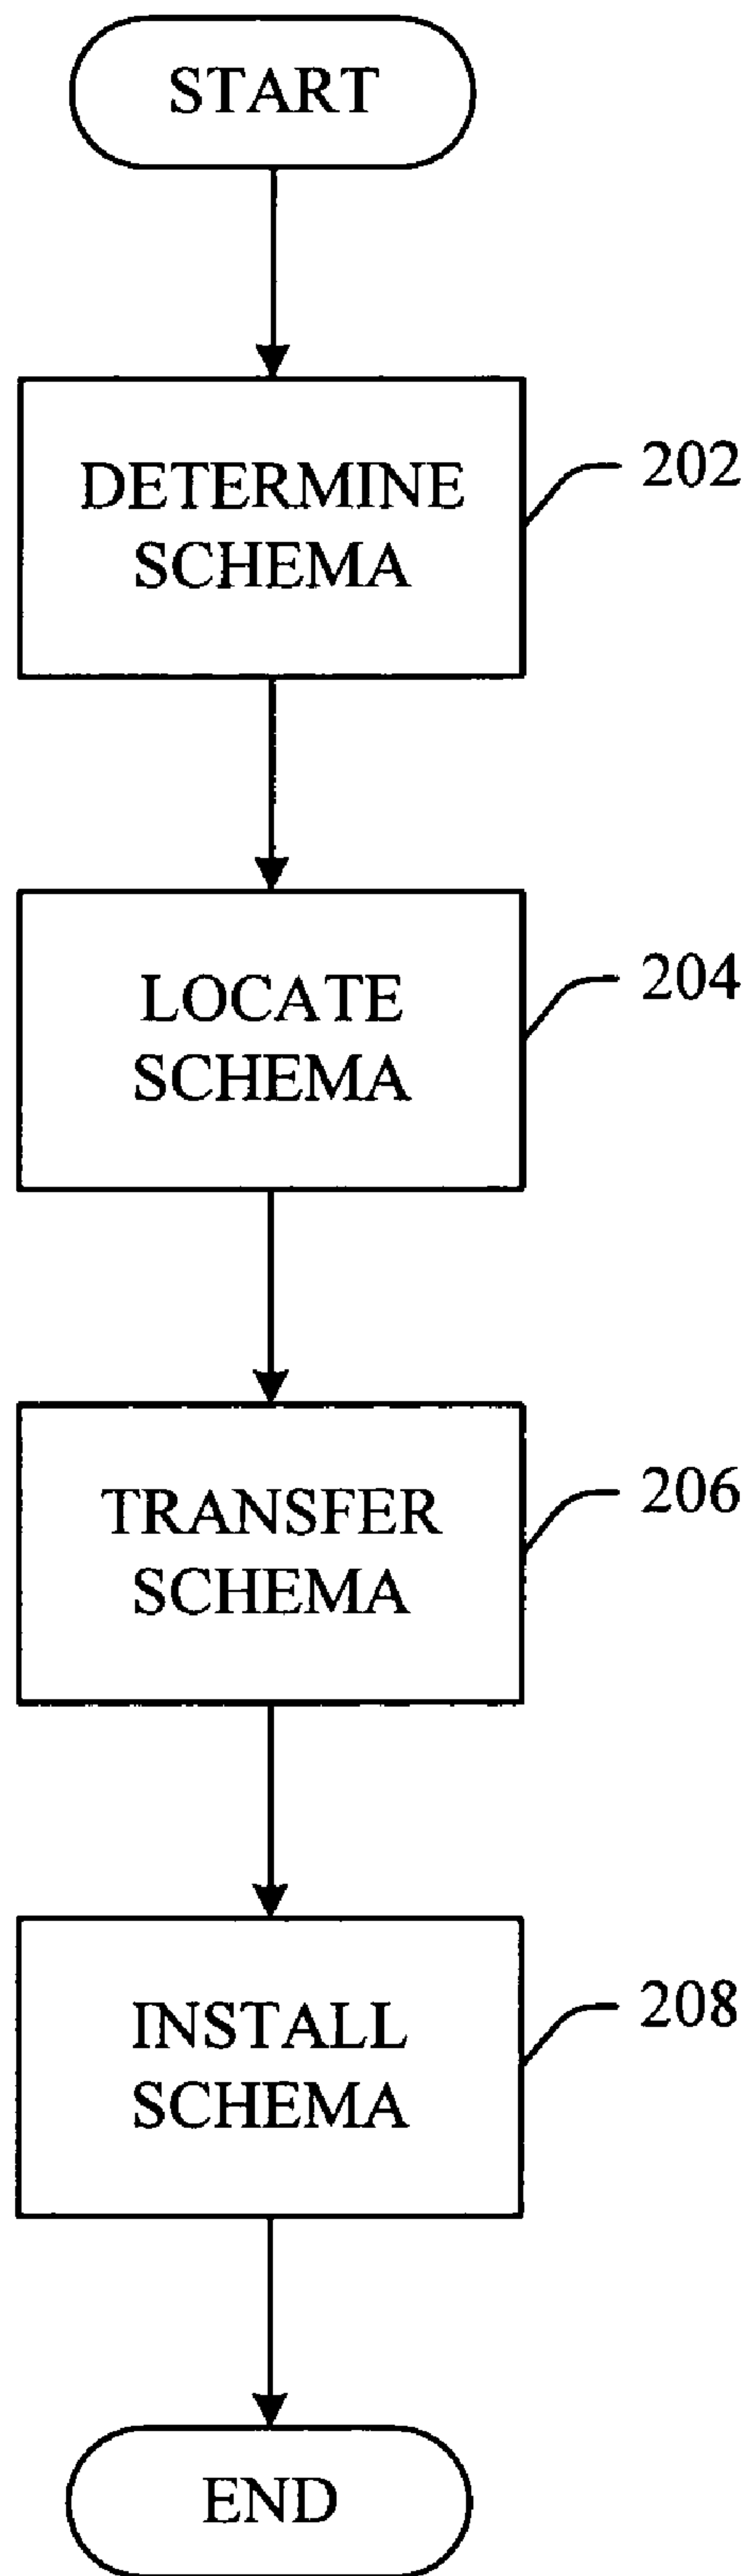 START
DETERMINE
SCHEMA
202
LOCATE
SCHEMA
204
TRANSFER
SCHEMA
206
INSTALL
SCHEMA
208
END